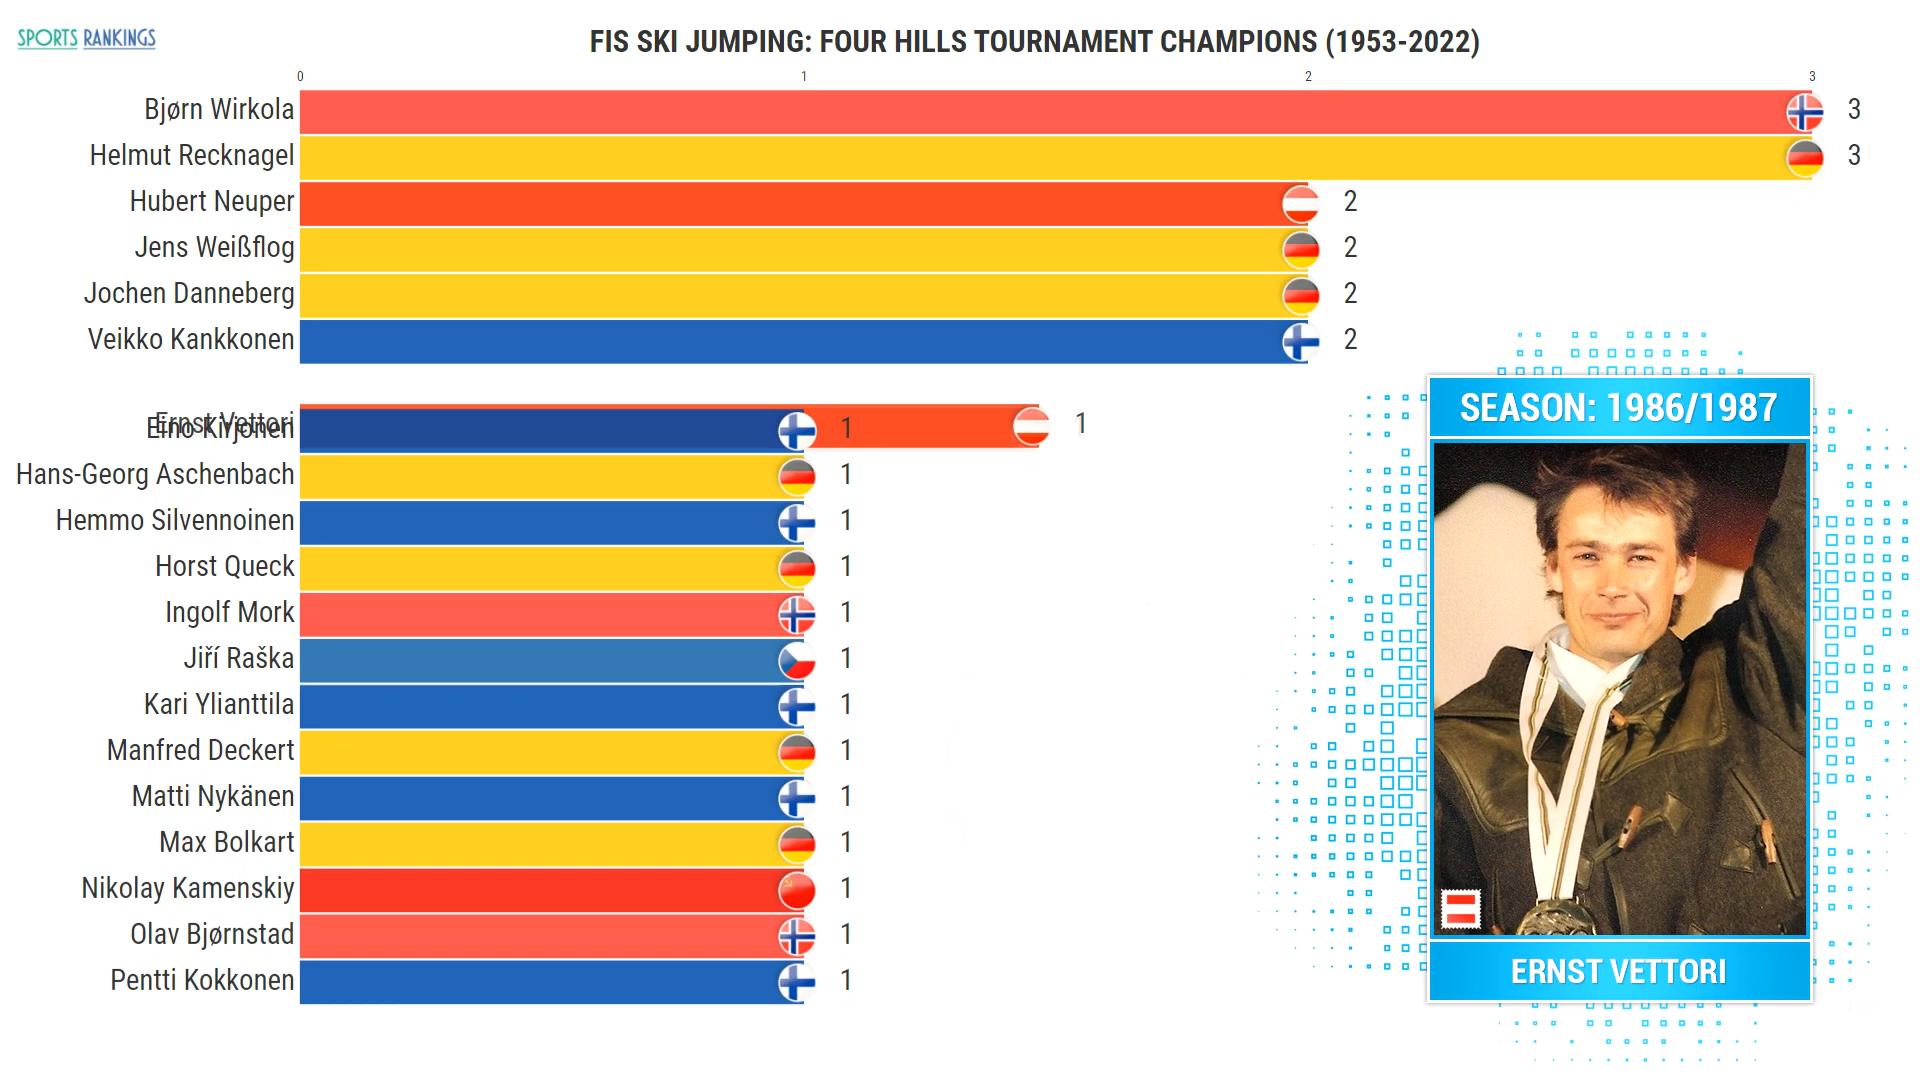 SPORTS RANKINGS
FIS SKI JUMPING: FOUR HILLS TOURNAMENT CHAMPIONS (1953-2022)
0 1 2 3
Bjørn Wirkola 3
Helmut Recknagel 3
Hubert Neuper 2
Jens Weißflog 2
Jochen Danneberg 2
Veikko Kankkonen 2
Ernst Vettori 1
Eino Kirjonen 1
Hans-Georg Aschenbach 1
Hemmo Silvennoinen 1
Horst Queck 1
Ingolf Mork 1
Jiří Raška 1
Kari Ylianttila 1
Manfred Deckert 1
Matti Nykänen 1
Max Bolkart 1
Nikolay Kamenskiy 1
Olav Bjørnstad 1
Pentti Kokkonen 1
SEASON: 1986/1987
ERNST VETTORI